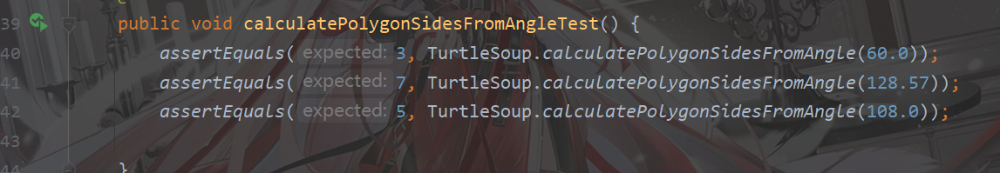 39 public void calculatePolygonSidesFromAngleTest() {
40 assertEquals( expected: 3, TurtleSoup.calculatePolygonSidesFromAngle(60.0));
41 assertEquals( expected: 7, TurtleSoup.calculatePolygonSidesFromAngle(128.57));
42 assertEquals( expected: 5, TurtleSoup.calculatePolygonSidesFromAngle(108.0));
43
44 }